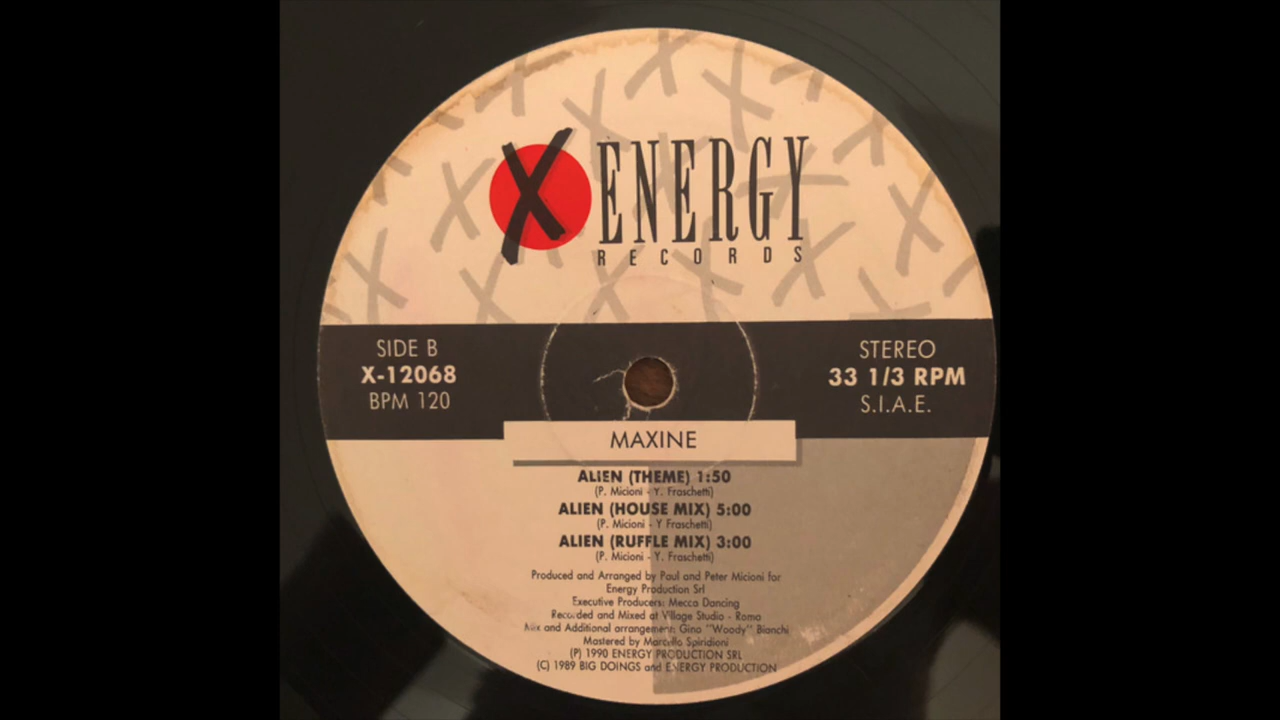 X ENERGY
RECORDS
SIDE B
X-12068
BPM 120
STEREO
33 1/3 RPM
S.I.A.E.
MAXINE
ALIEN (THEME) 1:50
(P. Micioni - Y. Fraschetti)
ALIEN (HOUSE MIX) 5:00
(P. Micioni - Y Fraschetti)
ALIEN (RUFFLE MIX) 3:00
(P. Micioni - Y. Fraschetti)
Produced and Arranged by Paul and Peter Micioni for
Energy Production Srl
Executive Producers: Mecca Dancing
Recorded and Mixed at Village Studio - Roma
Mix and Additional arrangement: Gino "Woody" Bianchi
Mastered by Marcello Spiridioni
(P) 1990 ENERGY PRODUCTION SRL
(C) 1989 BIG DOINGS and ENERGY PRODUCTION